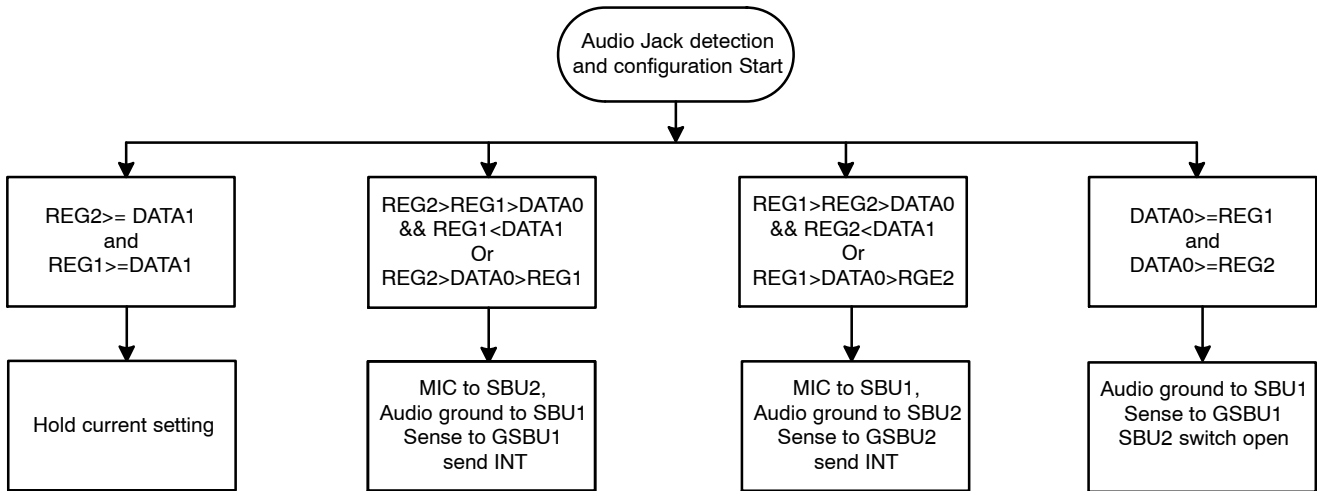 Audio Jack detection
and configuration Start
REG2>= DATA1
and
REG1>=DATA1
REG2>REG1>DATA0
&& REG1<DATA1
Or
REG2>DATA0>REG1
REG1>REG2>DATA0
&& REG2<DATA1
Or
REG1>DATA0>RGE2
DATA0>=REG1
and
DATA0>=REG2
Hold current setting
MIC to SBU2,
Audio ground to SBU1
Sense to GSBU1
send INT
MIC to SBU1,
Audio ground to SBU2
Sense to GSBU2
send INT
Audio ground to SBU1
Sense to GSBU1
SBU2 switch open